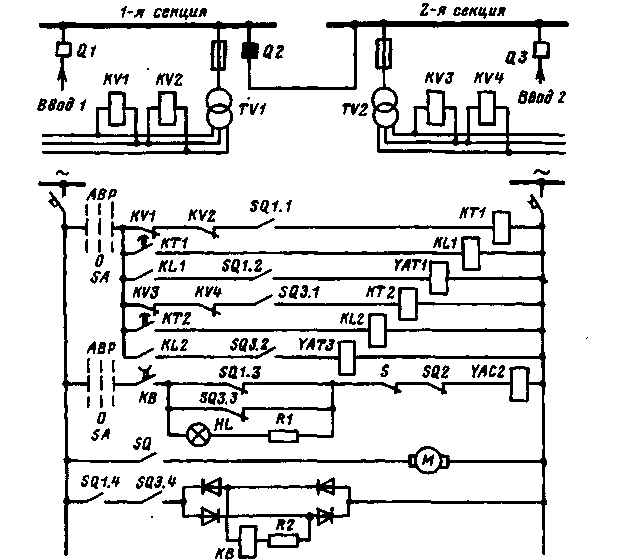 1-я секция
2-я секция
Q1
Q2
Q3
KV1 KV2
KV3 KV4
Ввод 1
TV1
TV2
Ввод 2
~
~
АВР
0
SA
KV1 KV2 SQ1.1 KT1
KT1 KL1
KL1 SQ1.2 YAT1
KV3 KV4 SQ3.1 KT2
KT2 KL2
KL2 SQ3.2 YAT3
АВР
0
SA
KB SQ1.3 S SQ2 YAC2
SQ3.3
HL R1
SQ M
SQ1.4 SQ3.4
KB R2